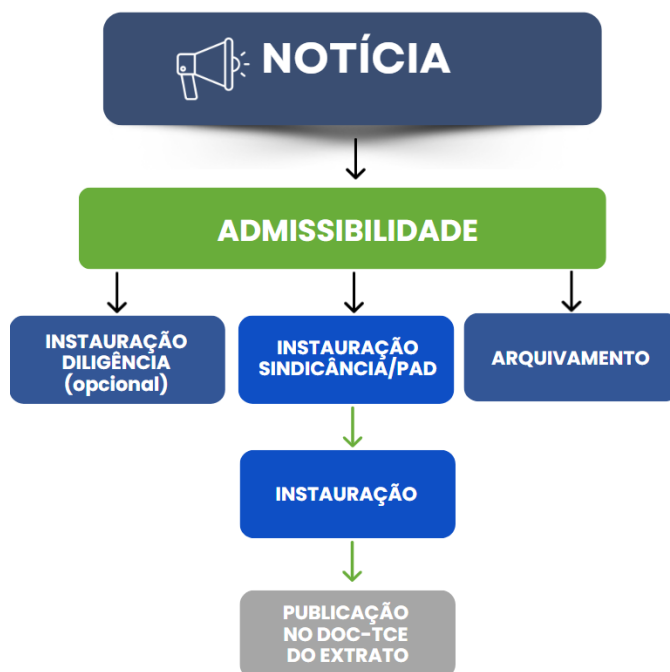 NOTÍCIA
ADMISSIBILIDADE
INSTAURAÇÃO
DILIGÊNCIA
(opcional)
INSTAURAÇÃO
SINDICÂNCIA/PAD
ARQUIVAMENTO
INSTAURAÇÃO
PUBLICAÇÃO
NO DOC-TCE
DO EXTRATO